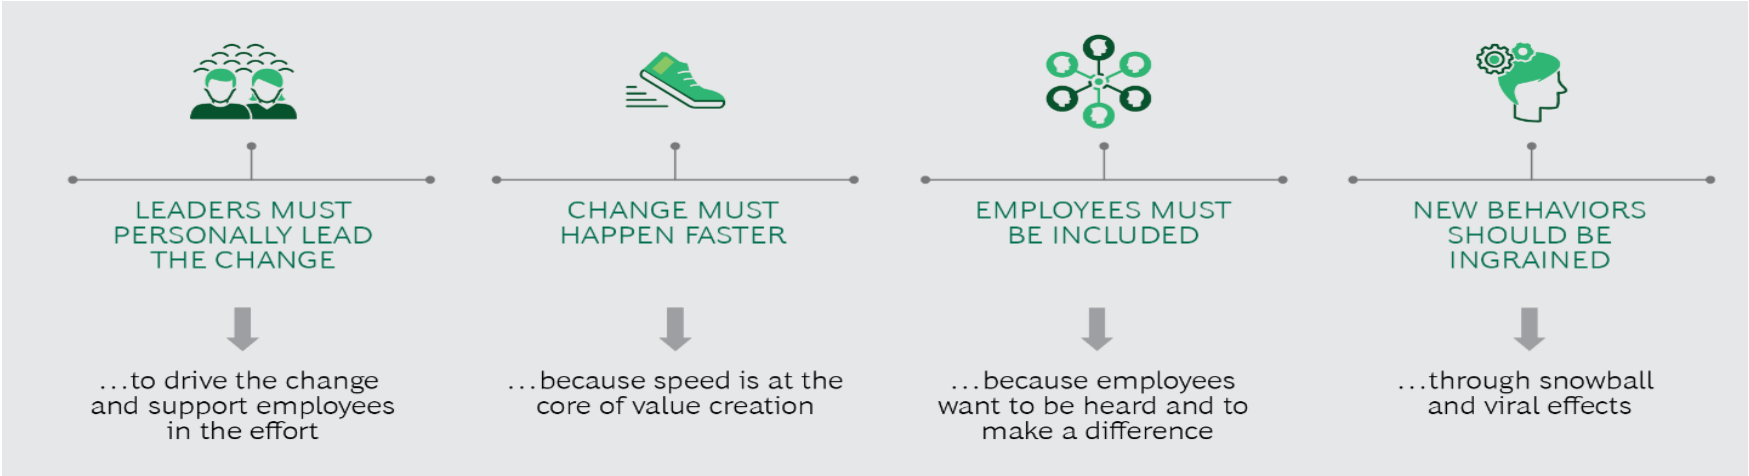 LEADERS MUST
PERSONALLY LEAD
THE CHANGE
…to drive the change
and support employees
in the effort
CHANGE MUST
HAPPEN FASTER
…because speed is at the
core of value creation
EMPLOYEES MUST
BE INCLUDED
…because employees
want to be heard and to
make a difference
NEW BEHAVIORS
SHOULD BE
INGRAINED
…through snowball
and viral effects